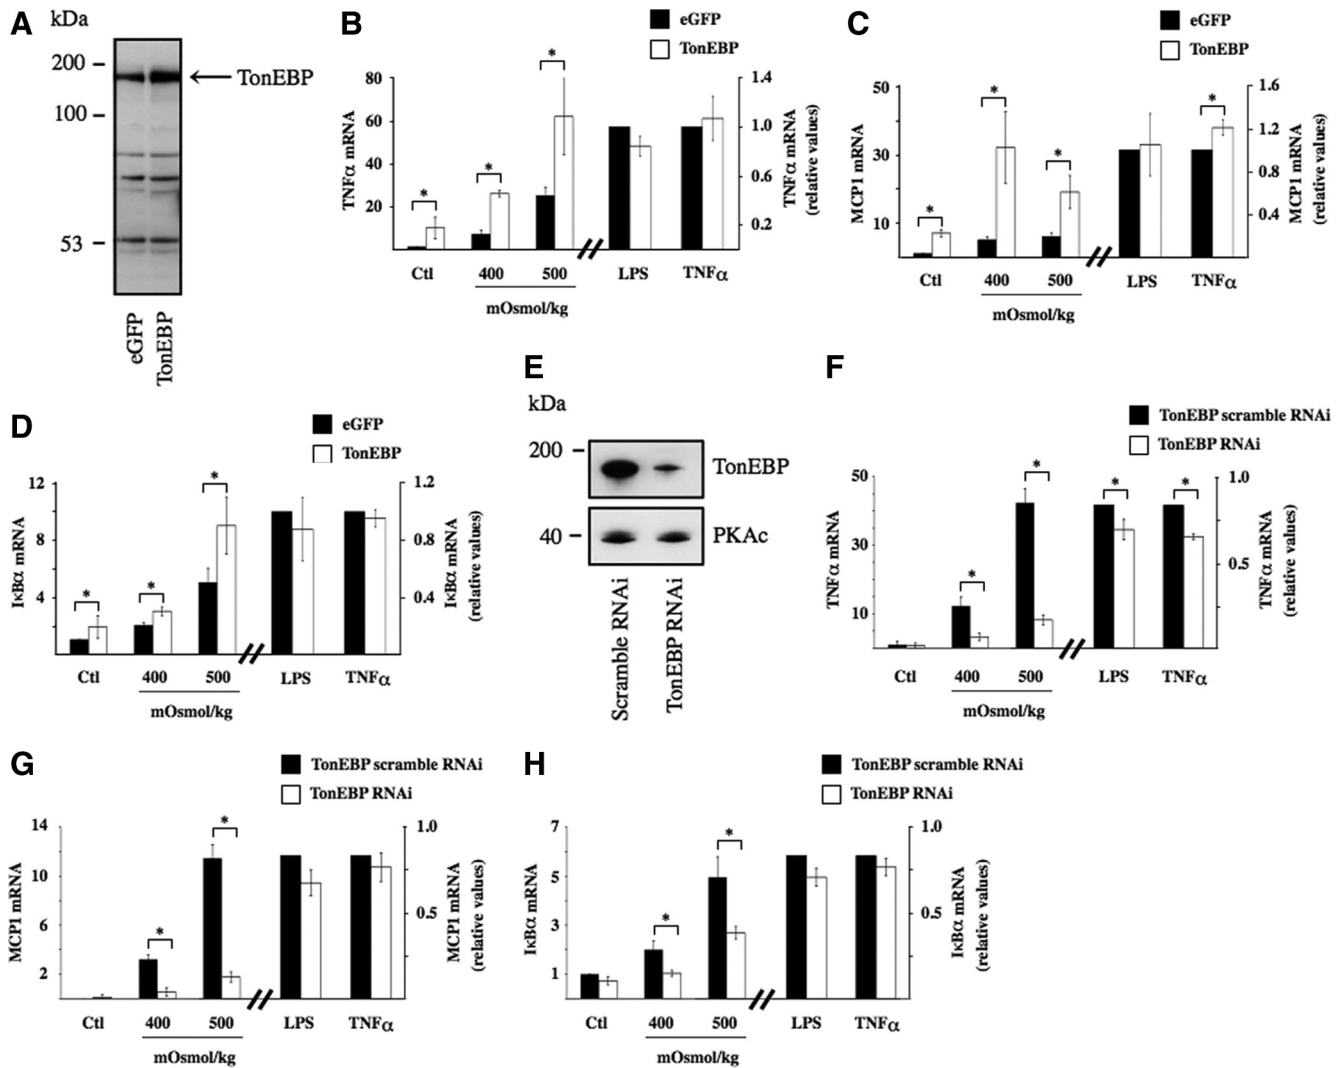 A
kDa
200
100
53
TonEBP
eGFP
TonEBP
B
eGFP
TonEBP
TNFα mRNA
80
60
40
20
1.4
1.0
0.6
0.2
TNFα mRNA
(relative values)
*
*
*
Ctl
400
500
LPS
TNFα
mOsmol/kg
C
eGFP
TonEBP
MCP1 mRNA
50
30
10
1.6
1.2
0.8
0.4
MCP1 mRNA
(relative values)
*
*
*
*
Ctl
400
500
LPS
TNFα
mOsmol/kg
D
eGFP
TonEBP
IκBα mRNA
12
8
4
1.2
0.8
0.4
IκBα mRNA
(relative values)
*
*
*
Ctl
400
500
LPS
TNFα
mOsmol/kg
E
kDa
200
40
TonEBP
PKAc
Scramble RNAi
TonEBP RNAi
F
TonEBP scramble RNAi
TonEBP RNAi
TNFα mRNA
50
30
10
1.0
0.5
TNFα mRNA
(relative values)
*
*
*
*
Ctl
400
500
LPS
TNFα
mOsmol/kg
G
TonEBP scramble RNAi
TonEBP RNAi
MCP1 mRNA
14
10
6
2
1.0
0.5
MCP1 mRNA
(relative values)
*
*
Ctl
400
500
LPS
TNFα
mOsmol/kg
H
TonEBP scramble RNAi
TonEBP RNAi
IκBα mRNA
7
5
3
1
1.0
0.5
IκBα mRNA
(relative values)
*
*
Ctl
400
500
LPS
TNFα
mOsmol/kg